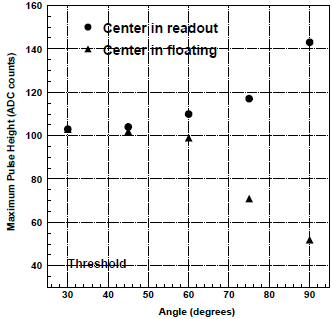 160
140
120
100
80
60
40
Maximum Pulse Height (ADC counts)
Center in readout
Center in floating
Threshold
30 40 50 60 70 80 90
Angle (degrees)